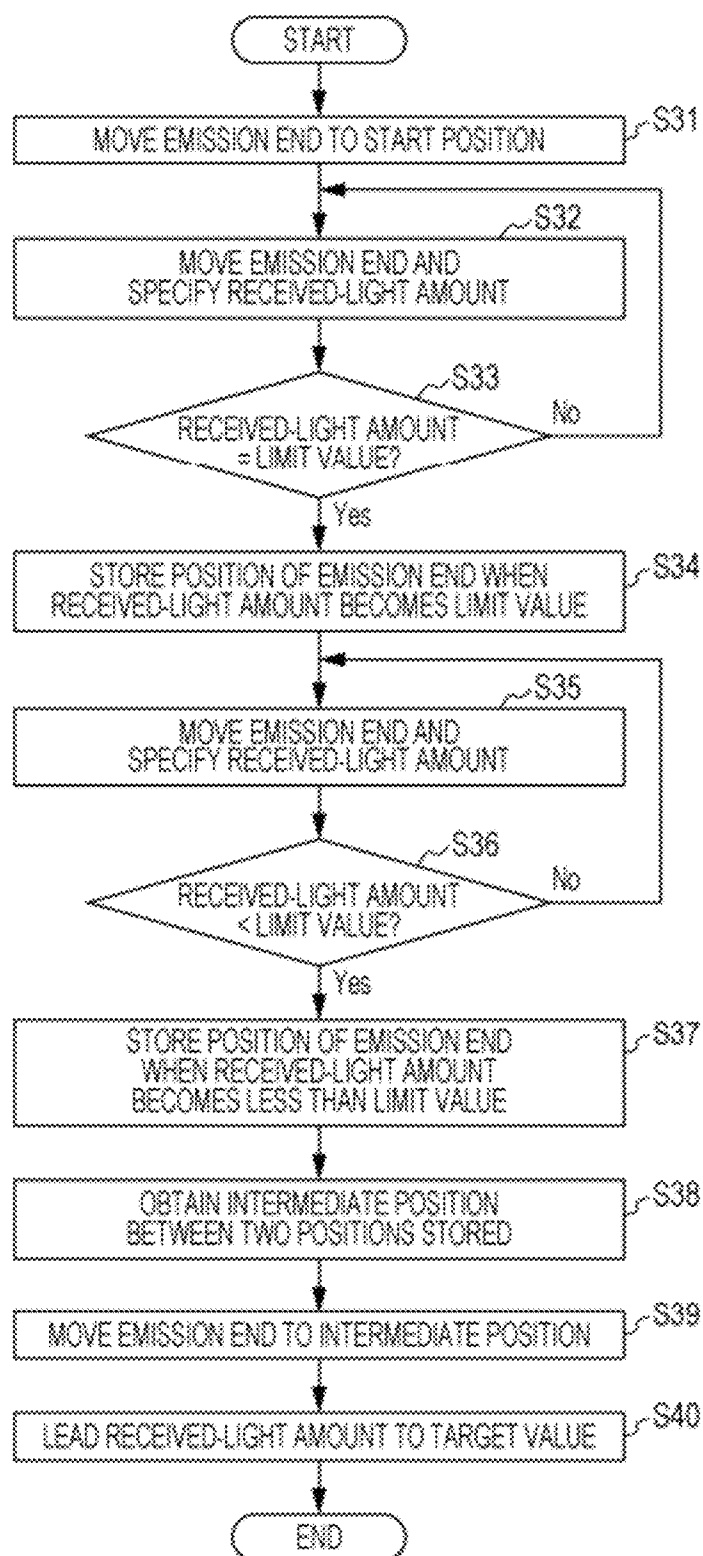 START
MOVE EMISSION END TO START POSITION
S31
S32
MOVE EMISSION END AND
SPECIFY RECEIVED-LIGHT AMOUNT
S33
RECEIVED-LIGHT AMOUNT
= LIMIT VALUE?
No
Yes
STORE POSITION OF EMISSION END WHEN
RECEIVED-LIGHT AMOUNT BECOMES LIMIT VALUE
S34
S35
MOVE EMISSION END AND
SPECIFY RECEIVED-LIGHT AMOUNT
S36
RECEIVED-LIGHT AMOUNT
< LIMIT VALUE?
No
Yes
STORE POSITION OF EMISSION END
WHEN RECEIVED-LIGHT AMOUNT
BECOMES LESS THAN LIMIT VALUE
S37
OBTAIN INTERMEDIATE POSITION
BETWEEN TWO POSITIONS STORED
S38
MOVE EMISSION END TO INTERMEDIATE POSITION
S39
LEAD RECEIVED-LIGHT AMOUNT TO TARGET VALUE
S40
END